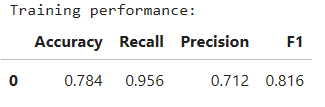 Training performance:
Accuracy Recall Precision F1
0 0.784 0.956 0.712 0.816